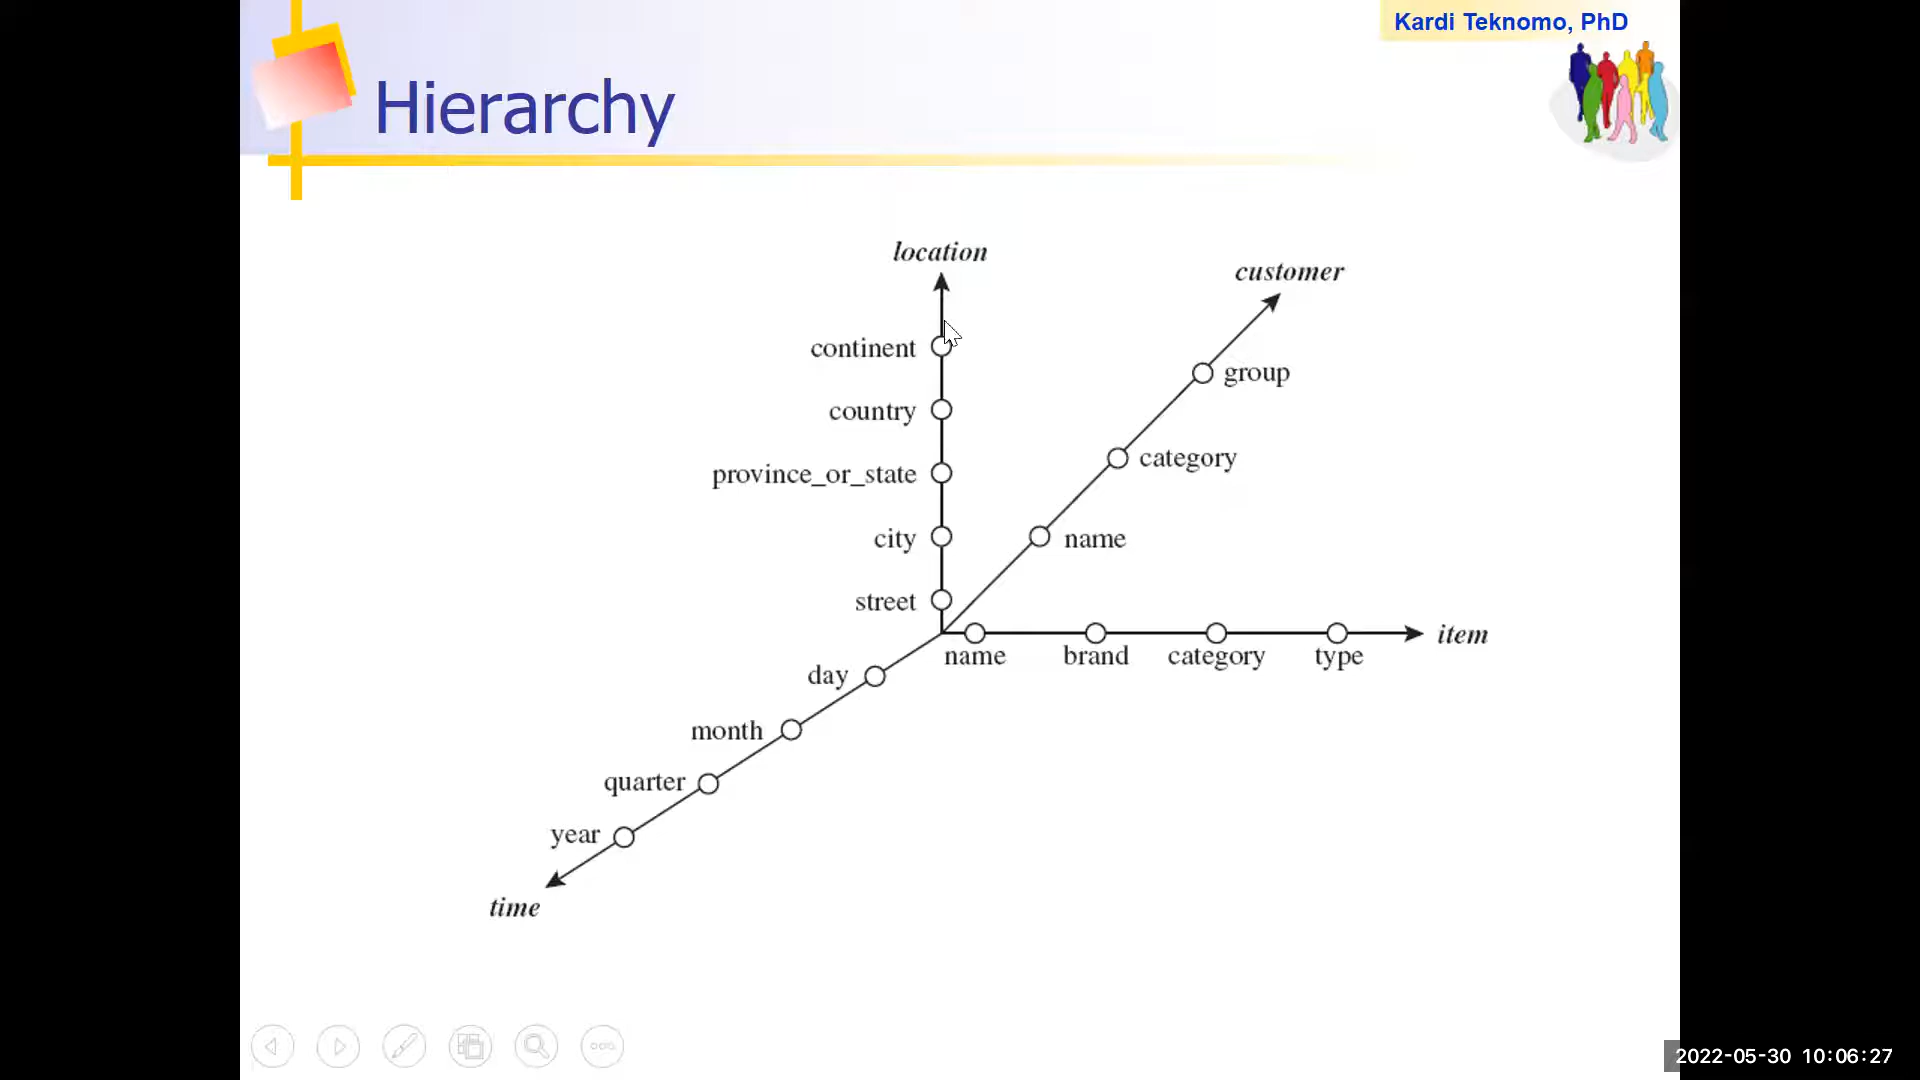 Kardi Teknomo, PhD
Hierarchy
location
customer
continent
group
country
category
province_or_state
city
name
street
item
name
brand
category
type
day
month
quarter
year
time
2022-05-30 10:06:27